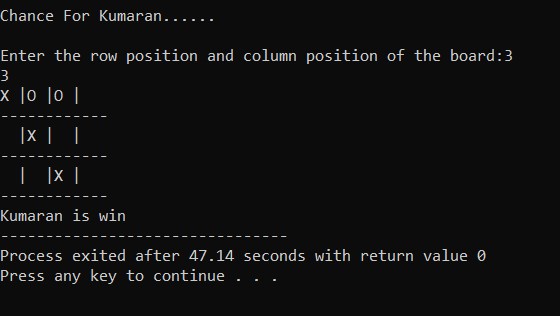 Chance For Kumaran......
Enter the row position and column position of the board:3
3
X |O |O |
------------
  |X |  |
------------
  |  |X |
------------
Kumaran is win
--------------------------------
Process exited after 47.14 seconds with return value 0
Press any key to continue . . .